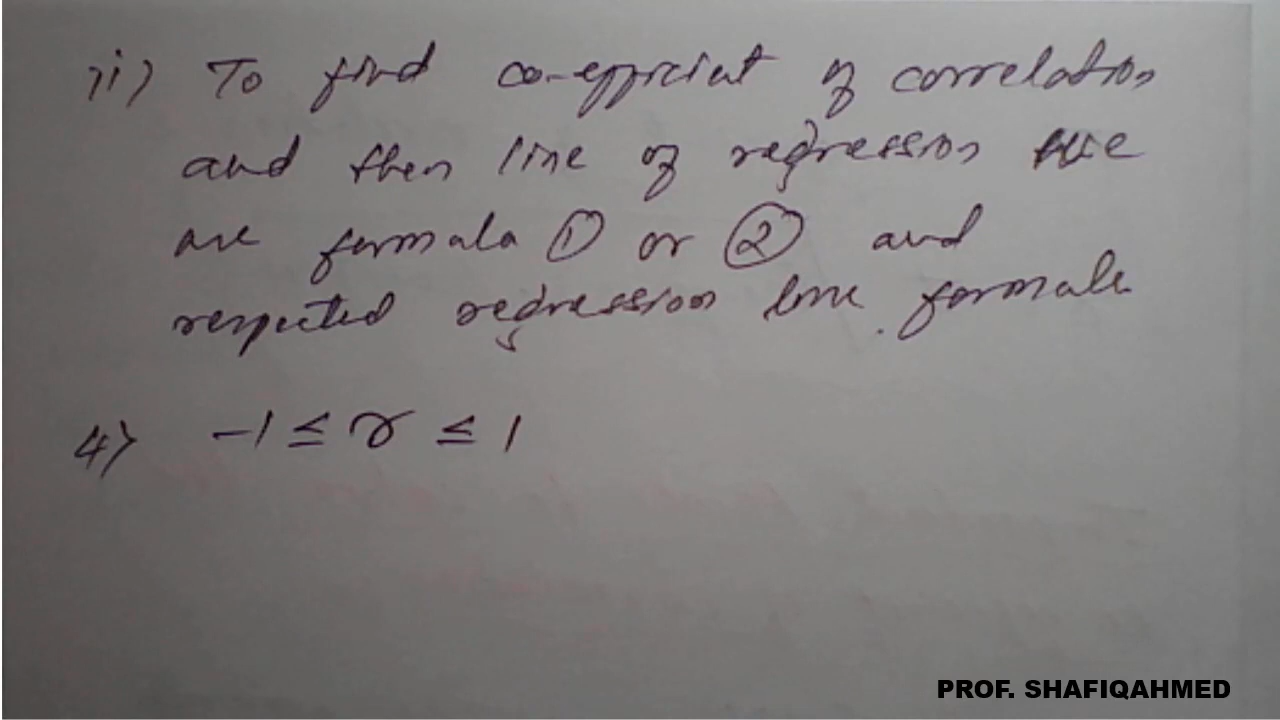 ii) To find co-efficient of correlation
and then line of regression
use formula ① or ② and
respected regression line formula
4) -1 ≤ r ≤ 1
PROF. SHAFIQAHMED